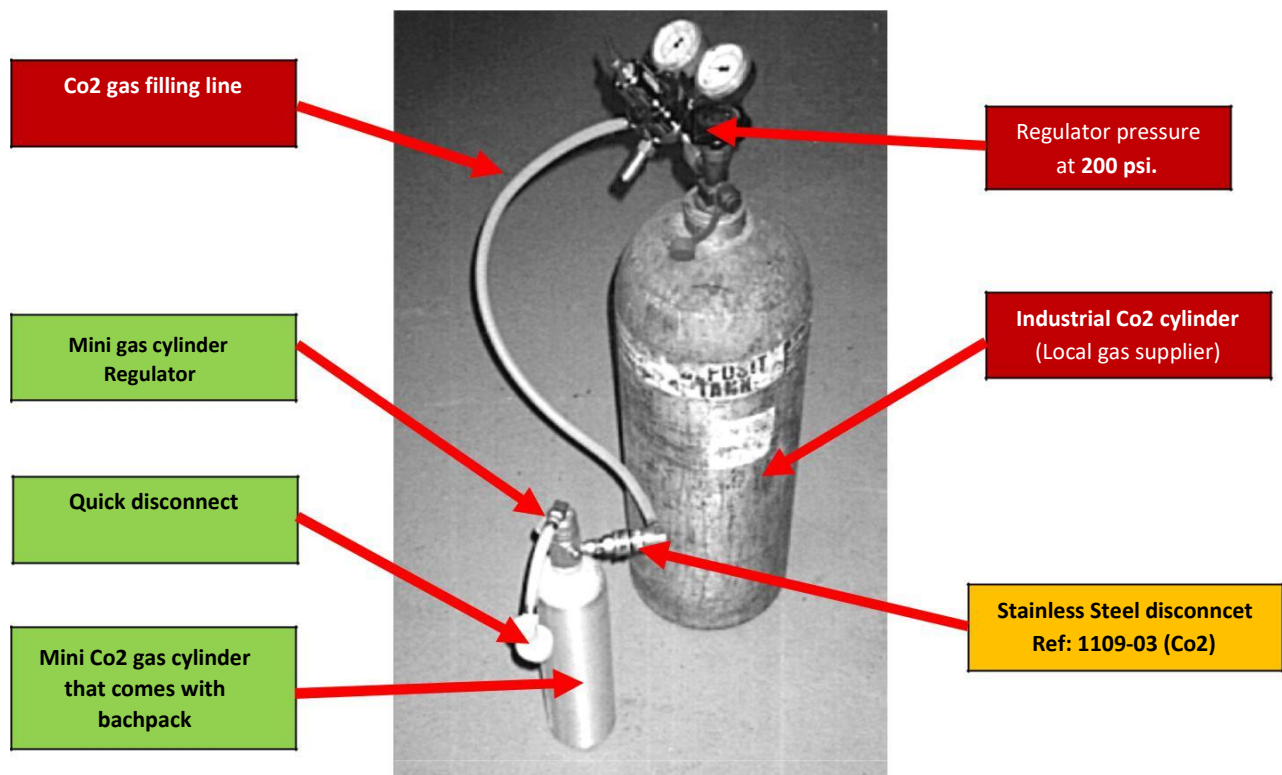 Co2 gas filling line
Regulator pressure
at 200 psi.
Mini gas cylinder
Regulator
Industrial Co2 cylinder
(Local gas supplier)
Quick disconnect
Stainless Steel disconncet
Ref: 1109-03 (Co2)
Mini Co2 gas cylinder
that comes with
bachpack
TANK